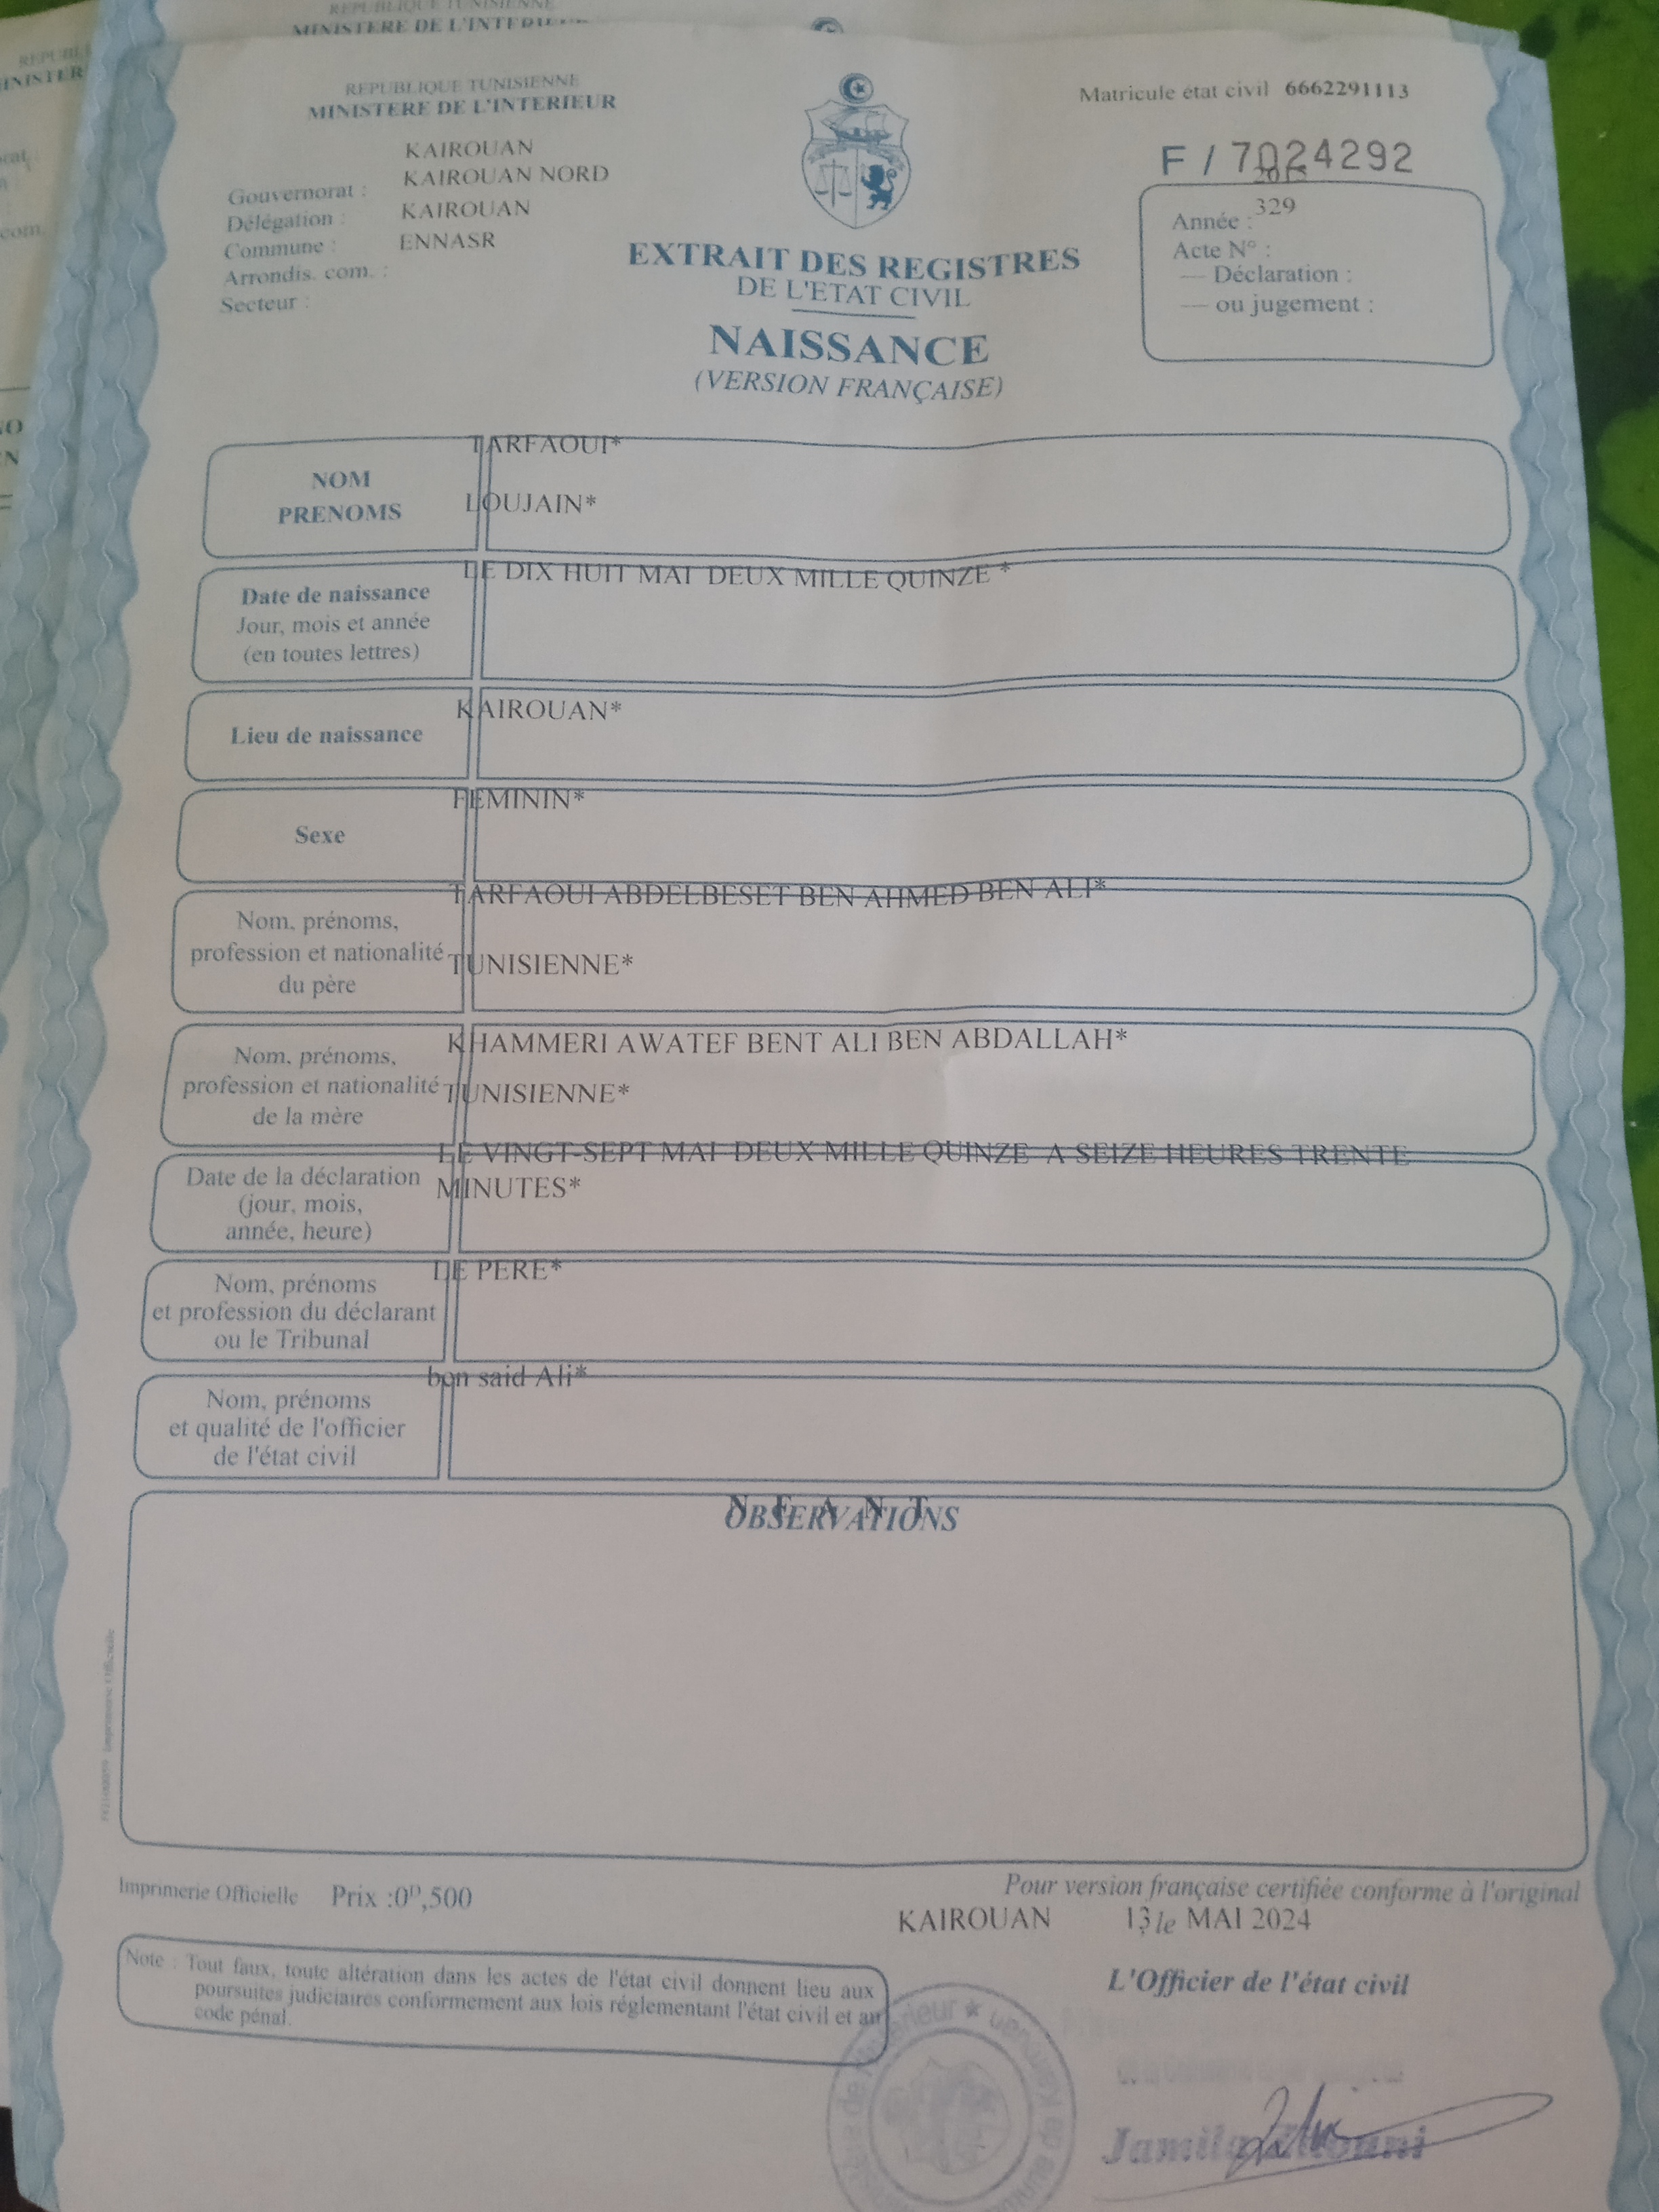 REPUBLIQUE TUNISIENNE
MINISTERE DE L'INTERIEUR
Matricule état civil 6662291113
F / 7024292
KAIROUAN
KAIROUAN NORD
KAIROUAN
ENNASR
Gouvernorat :
Délégation :
Commune :
Arrondis. com. :
Secteur :
2015
Année :
329
Acte N° :
— Déclaration :
— ou jugement :
EXTRAIT DES REGISTRES
DE L'ETAT CIVIL
NAISSANCE
(VERSION FRANÇAISE)
NOM
PRENOMS
TARFAOUI*
LOUJAIN*
Date de naissance
Jour, mois et année
(en toutes lettres)
LE DIX HUIT MAI DEUX MILLE QUINZE *
Lieu de naissance
KAIROUAN*
Sexe
FEMININ*
Nom, prénoms,
profession et nationalité
du père
TARFAOUI ABDELBESET BEN AHMED BEN ALI*
TUNISIENNE*
Nom, prénoms,
profession et nationalité
de la mère
KHAMMERI AWATEF BENT ALI BEN ABDALLAH*
TUNISIENNE*
Date de la déclaration
(jour, mois,
année, heure)
LE VINGT-SEPT MAI DEUX MILLE QUINZE A SEIZE HEURES TRENTE
MINUTES*
Nom, prénoms
et profession du déclarant
ou le Tribunal
LE PERE*
Nom, prénoms
et qualité de l'officier
de l'état civil
ben said Ali*
N E A N T
OBSERVATIONS
Imprimerie Officielle Prix :0ᴰ,500
Pour version française certifiée conforme à l'original
KAIROUAN 13, le MAI 2024
L'Officier de l'état civil
Note : Tout faux, toute altération dans les actes de l'état civil donnent lieu aux
poursuites judiciaires conformement aux lois réglementant l'état civil et au
code pénal.
Jamila